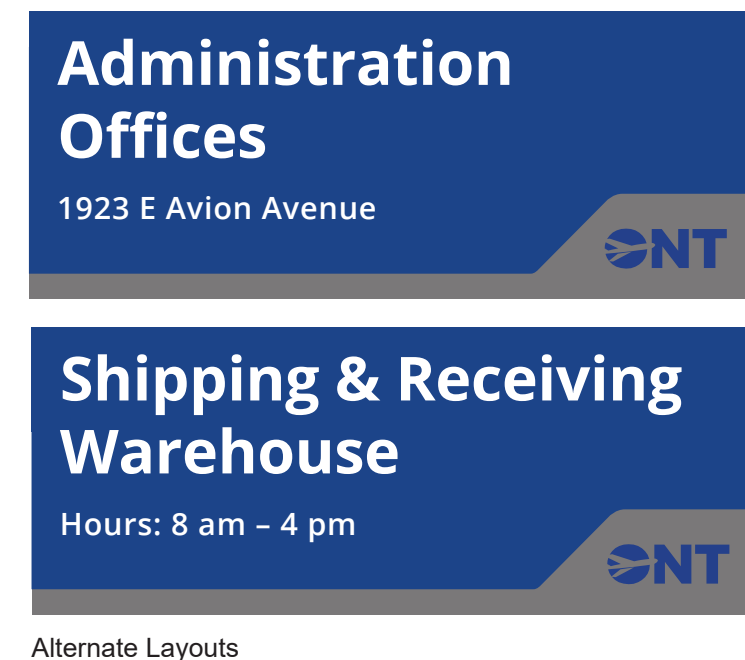 Administration
Offices
1923 E Avion Avenue
ONT
Shipping & Receiving
Warehouse
Hours: 8 am – 4 pm
ONT
Alternate Layouts